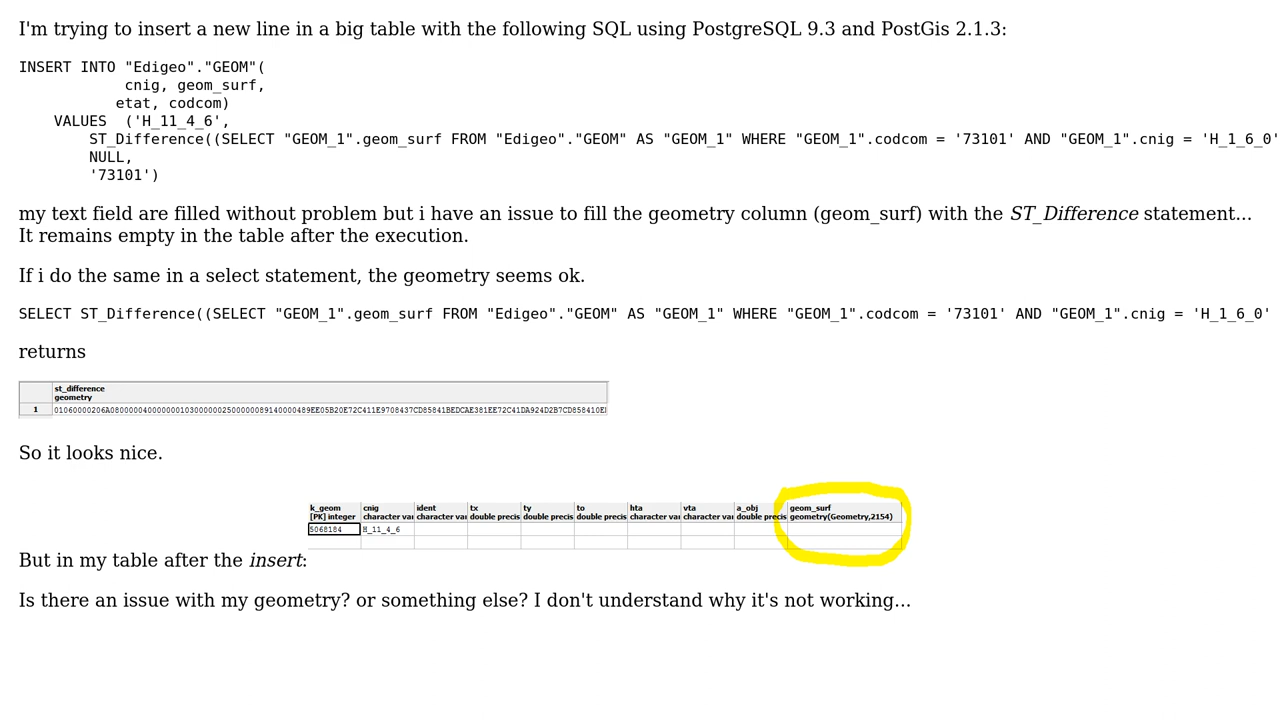 I'm trying to insert a new line in a big table with the following SQL using PostgreSQL 9.3 and PostGis 2.1.3:
INSERT INTO "Edigeo"."GEOM"(
cnig, geom_surf,
etat, codcom)
VALUES ('H_11_4_6',
ST_Difference((SELECT "GEOM_1".geom_surf FROM "Edigeo"."GEOM" AS "GEOM_1" WHERE "GEOM_1".codcom = '73101' AND "GEOM_1".cnig = 'H_1_6_0'
NULL,
'73101')
my text field are filled without problem but i have an issue to fill the geometry column (geom_surf) with the ST_Difference statement...
It remains empty in the table after the execution.
If i do the same in a select statement, the geometry seems ok.
SELECT ST_Difference((SELECT "GEOM_1".geom_surf FROM "Edigeo"."GEOM" AS "GEOM_1" WHERE "GEOM_1".codcom = '73101' AND "GEOM_1".cnig = 'H_1_6_0'
returns
st_difference
geometry
1
So it looks nice.
k_geom cnig ident tx ty to hta vta a_obj geom_surf
[PK] integer character var character var double precis double precis double precis character var character var double precis geometry(Geometry,2154)
5068184 H_11_4_6
But in my table after the insert:
Is there an issue with my geometry? or something else? I don't understand why it's not working...